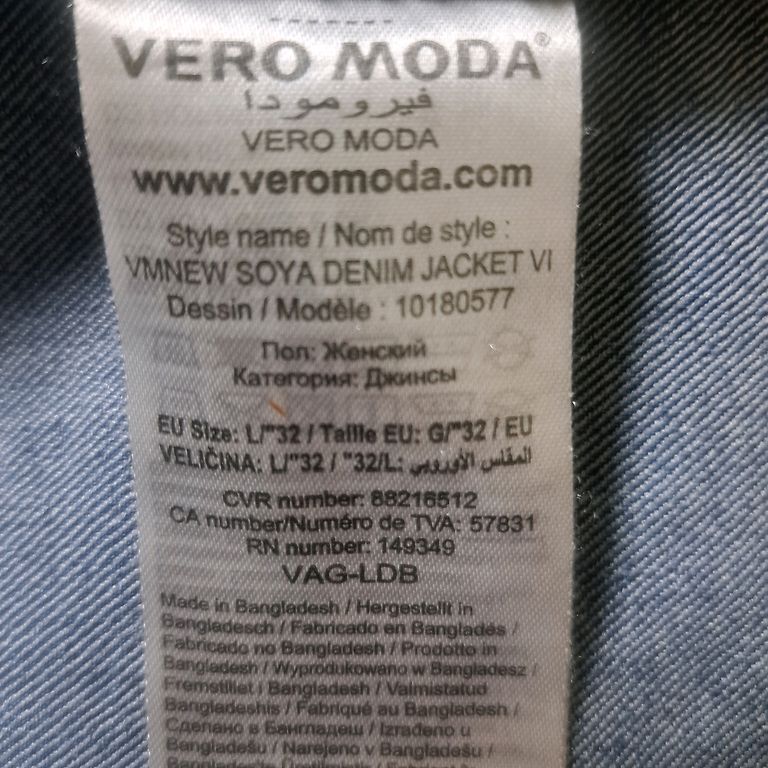 VERO MODA®
فيرومودا
VERO MODA
www.veromoda.com
Style name / Nom de style :
VMNEW SOYA DENIM JACKET VI
Dessin / Modèle : 10180577
Пол: Женский
Категория: Джинсы
EU Size: L/"32 / Taille EU: G/"32 / EU
VELIČINA: L/"32 / "32/L: المقاس الأوروبي
CVR number: 88216512
CA number/Numéro de TVA: 57831
RN number: 149349
VAG-LDB
Made in Bangladesh / Hergestellt in
Bangladesch / Fabricado en Bangladés /
Fabricado no Bangladesh / Prodotto in
Bangladesh / Wyprodukowano w Bangladesz /
Fremstillet i Bangladesh / Valmistatud
Bangladeshis / Fabriqué au Bangladesh /
Сделано в Бангладеш / Izrađeno u
Bangladešu / Narejeno v Bangladešu /